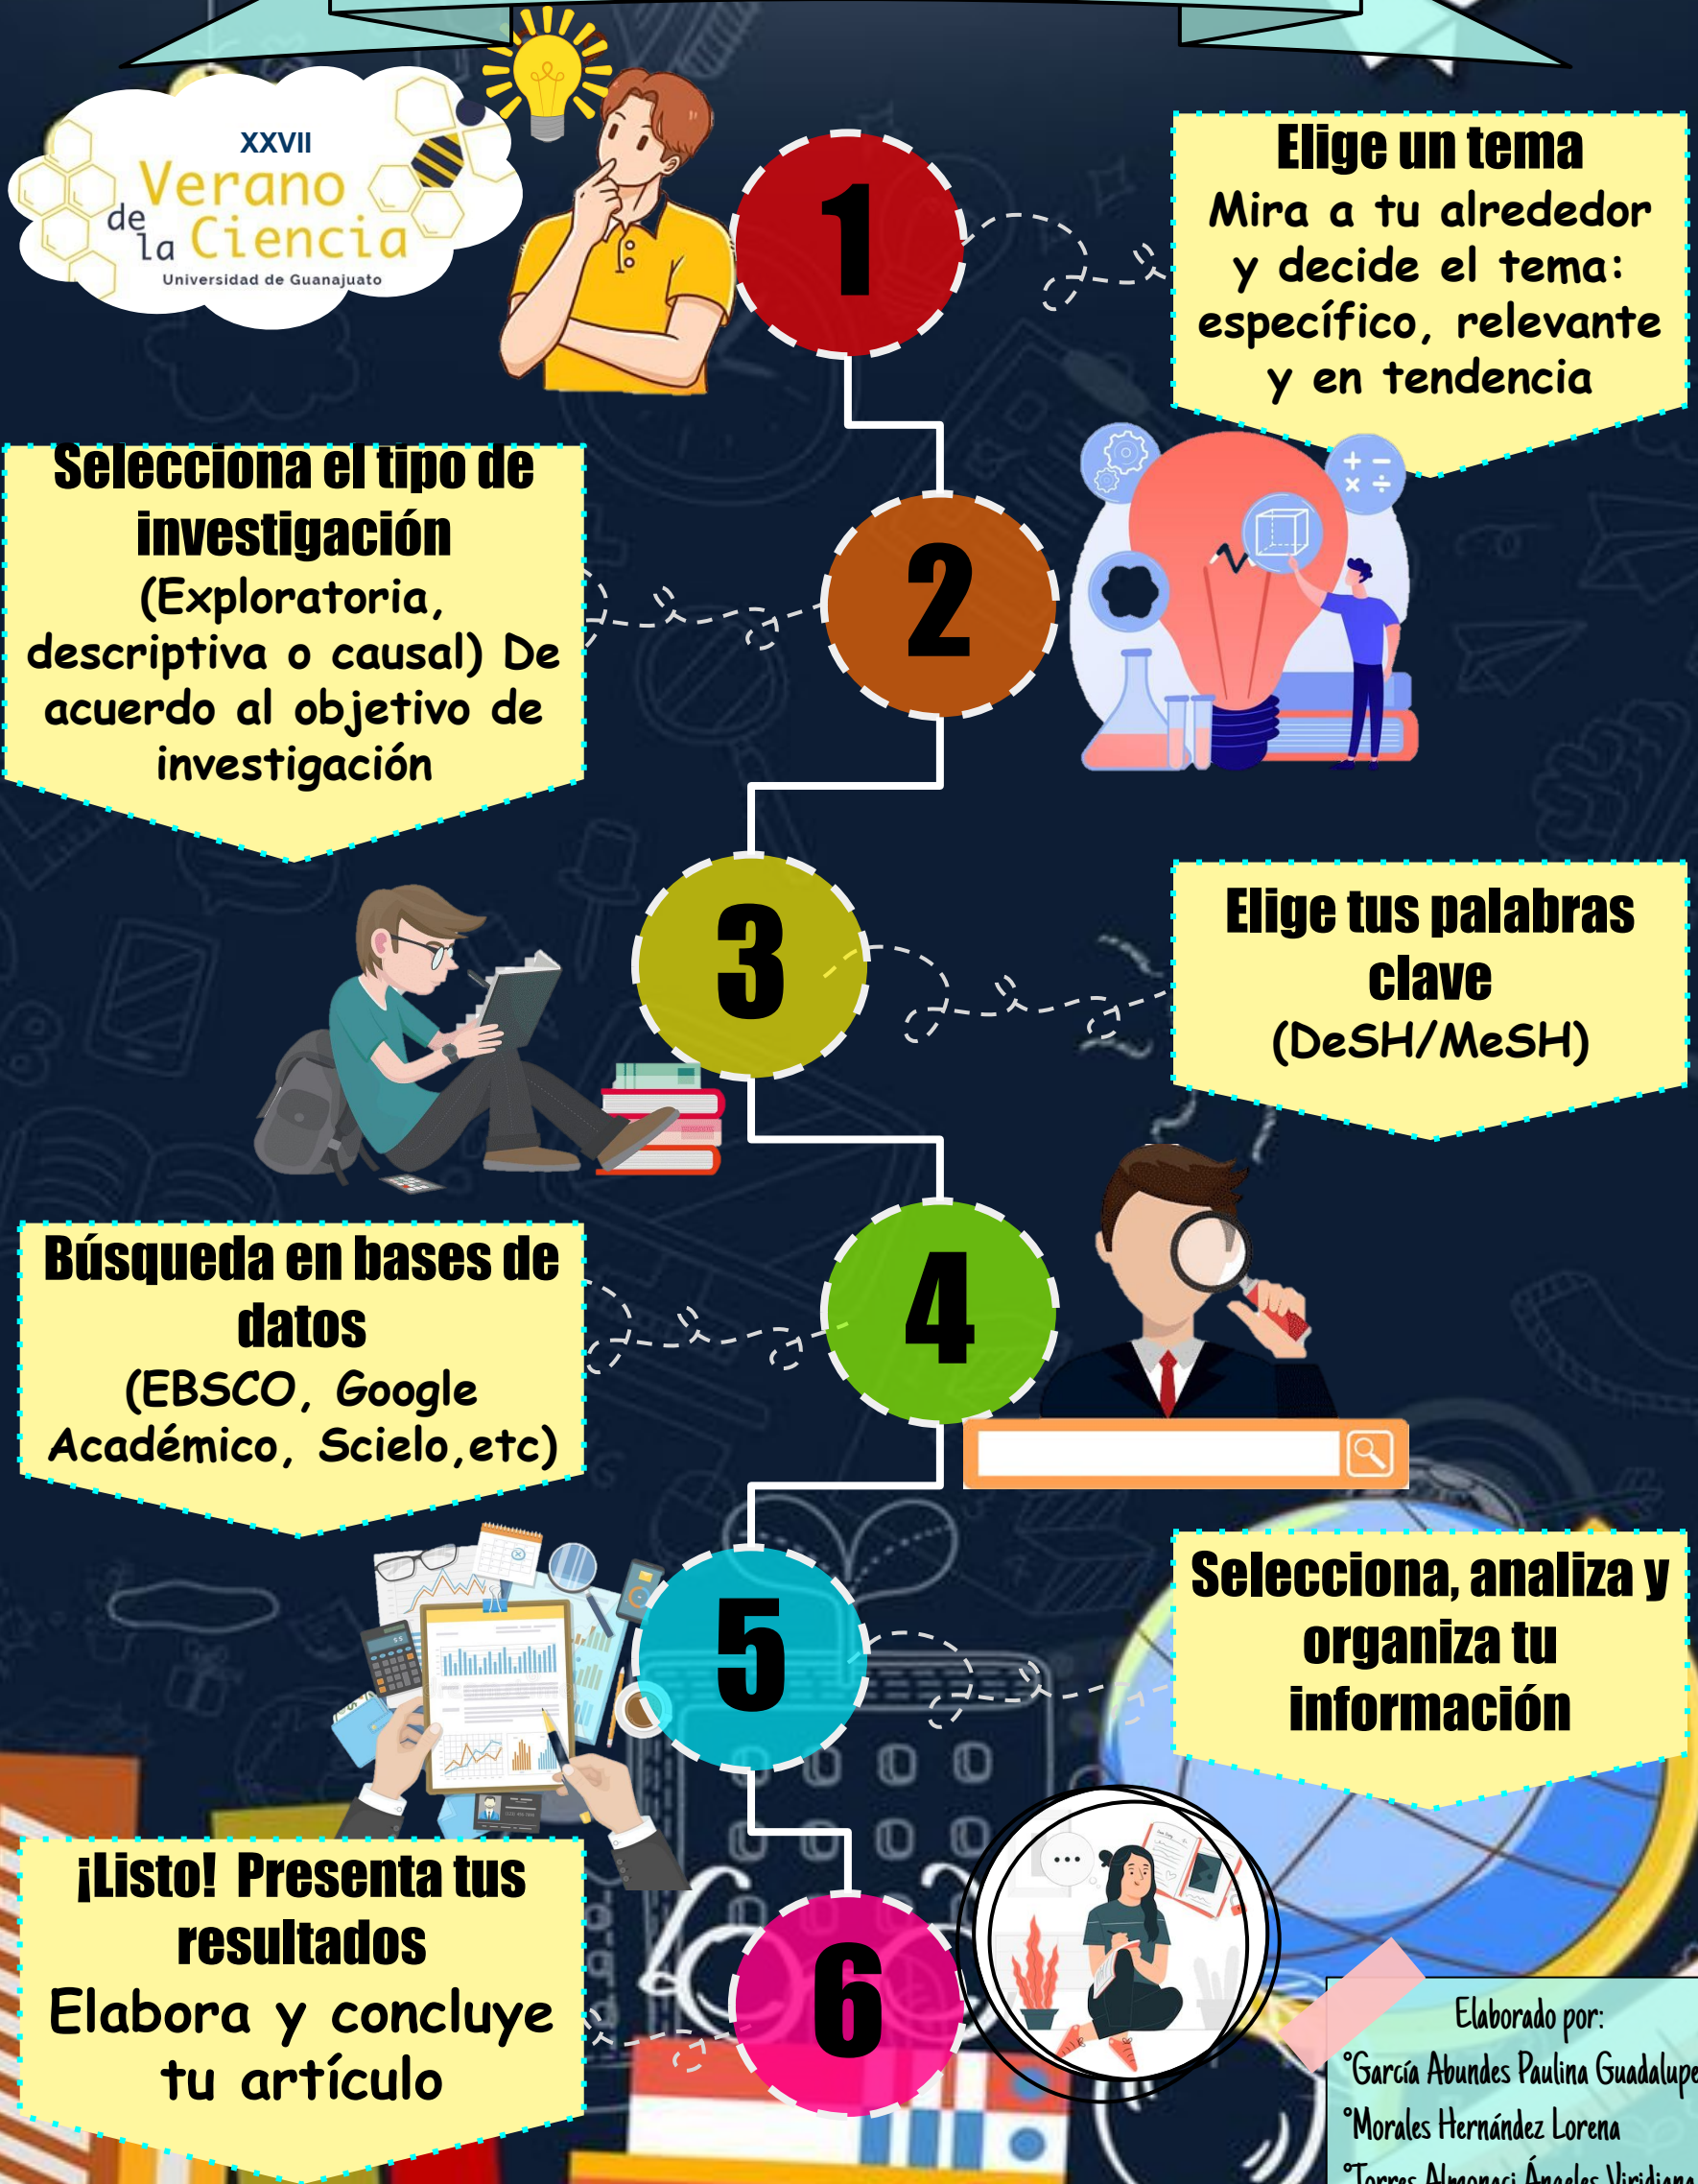 XXVII
Verano
de
la Ciencia
Universidad de Guanajuato
1
Elige un tema
Mira a tu alrededor
y decide el tema:
específico, relevante
y en tendencia
Selecciona el tipo de
investigación
(Exploratoria,
descriptiva o causal) De
acuerdo al objetivo de
investigación
2
3
Elige tus palabras
clave
(DeSH/MeSH)
Búsqueda en bases de
datos
(EBSCO, Google
Académico, Scielo,etc)
4
5
Selecciona, analiza y
organiza tu
información
¡Listo! Presenta tus
resultados
Elabora y concluye
tu artículo
6
Elaborado por:
°García Abundes Paulina Guadalupe
°Morales Hernández Lorena
°Torres Almonaci Ángeles Viridiana